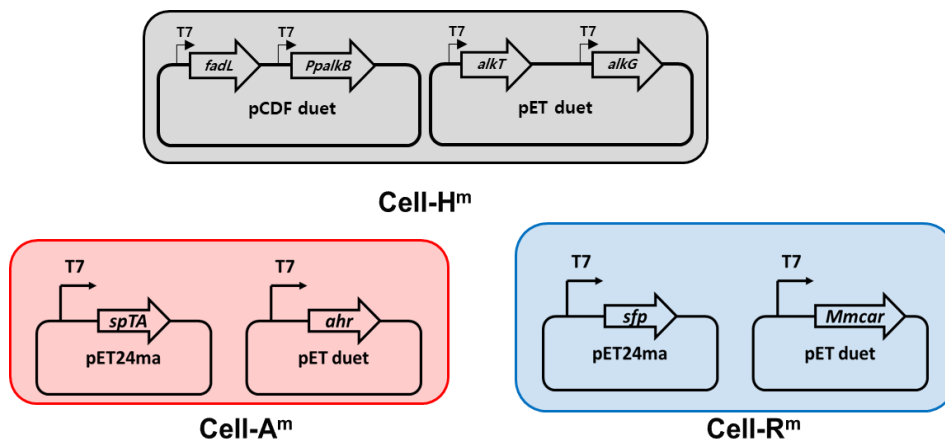 T7 T7 T7 T7
fadL PpalkB alkT alkG
pCDF duet pET duet
Cell-Hᵐ
T7 T7 T7 T7
spTA ahr sfp Mmcar
pET24ma pET duet pET24ma pET duet
Cell-Aᵐ Cell-Rᵐ